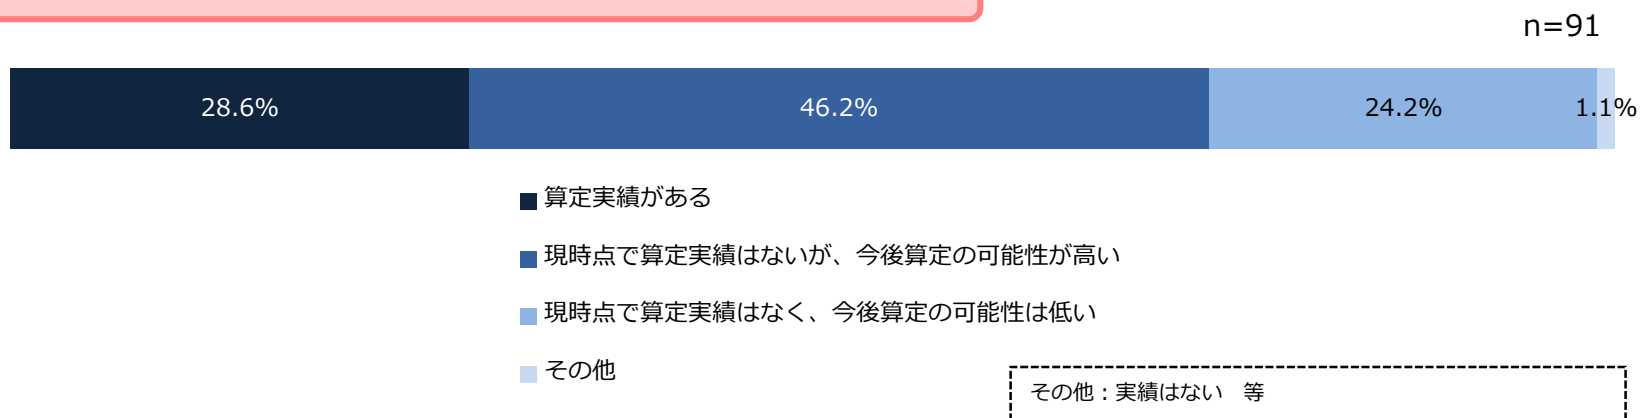 n=91
28.6%
46.2%
24.2%
1.1%
算定実績がある
現時点で算定実績はないが、今後算定の可能性が高い
現時点で算定実績はなく、今後算定の可能性は低い
その他
その他：実績はない　等